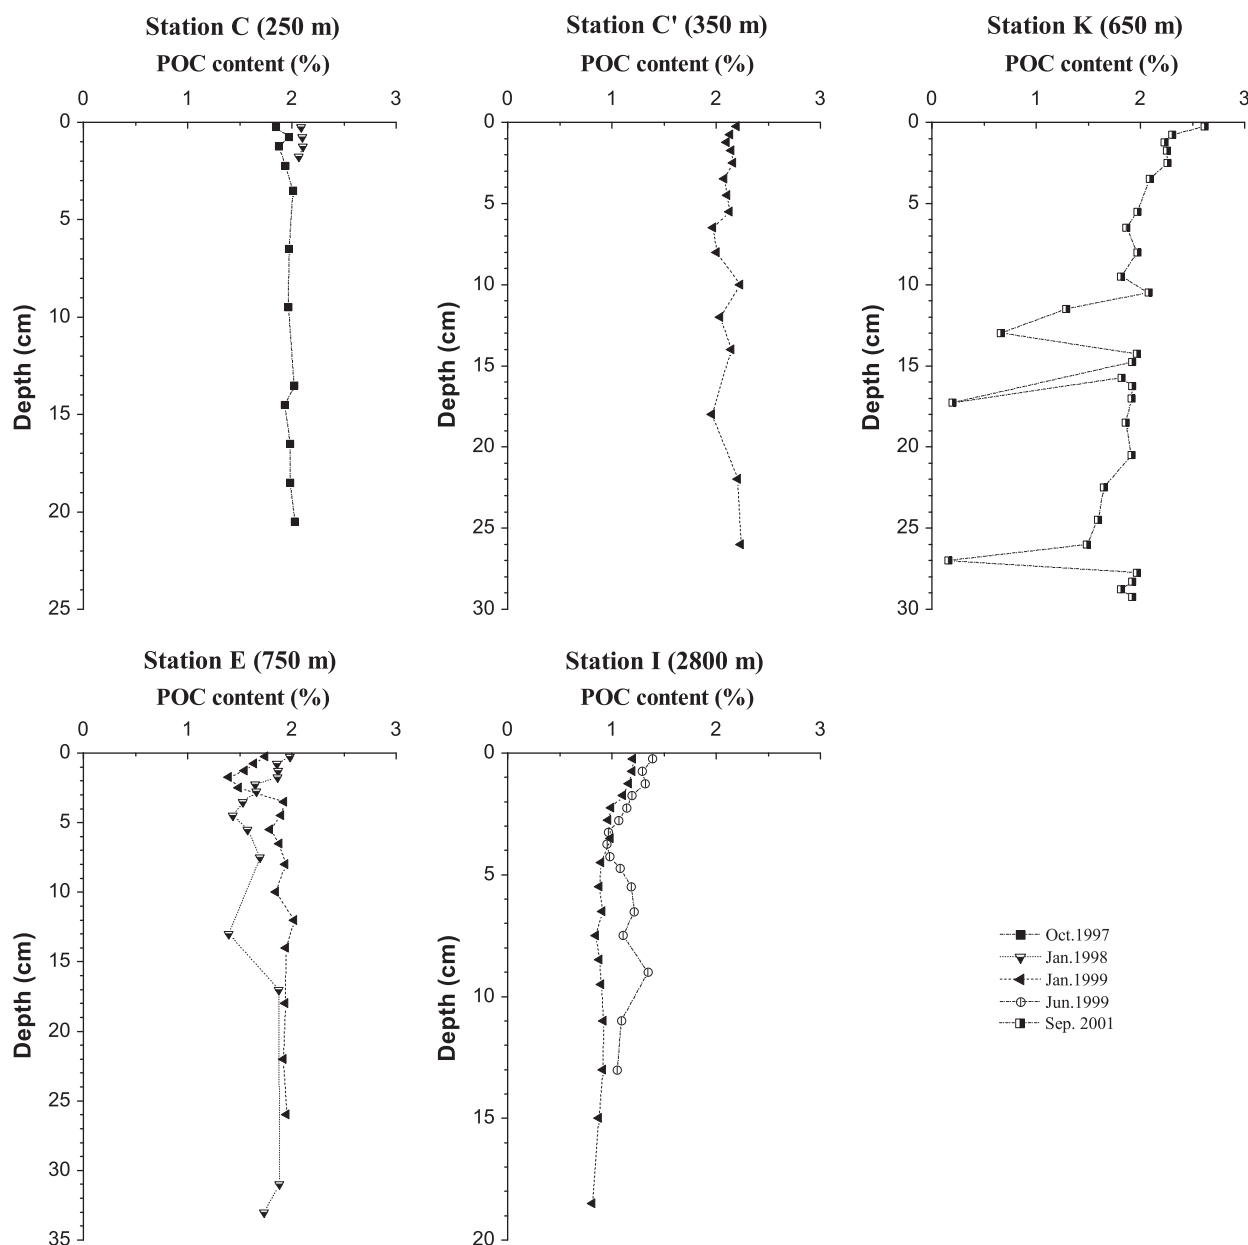 Station C (250 m)
POC content (%)
0 1 2 3
0
5
10
15
20
25
Depth (cm)
Station C' (350 m)
POC content (%)
0 1 2 3
0
5
10
15
20
25
30
Depth (cm)
Station K (650 m)
POC content (%)
0 1 2 3
0
5
10
15
20
25
30
Depth (cm)
Station E (750 m)
POC content (%)
0 1 2 3
0
5
10
15
20
25
30
35
Depth (cm)
Station I (2800 m)
POC content (%)
0 1 2 3
0
5
10
15
20
Depth (cm)
Oct.1997
Jan.1998
Jan.1999
Jun.1999
Sep. 2001